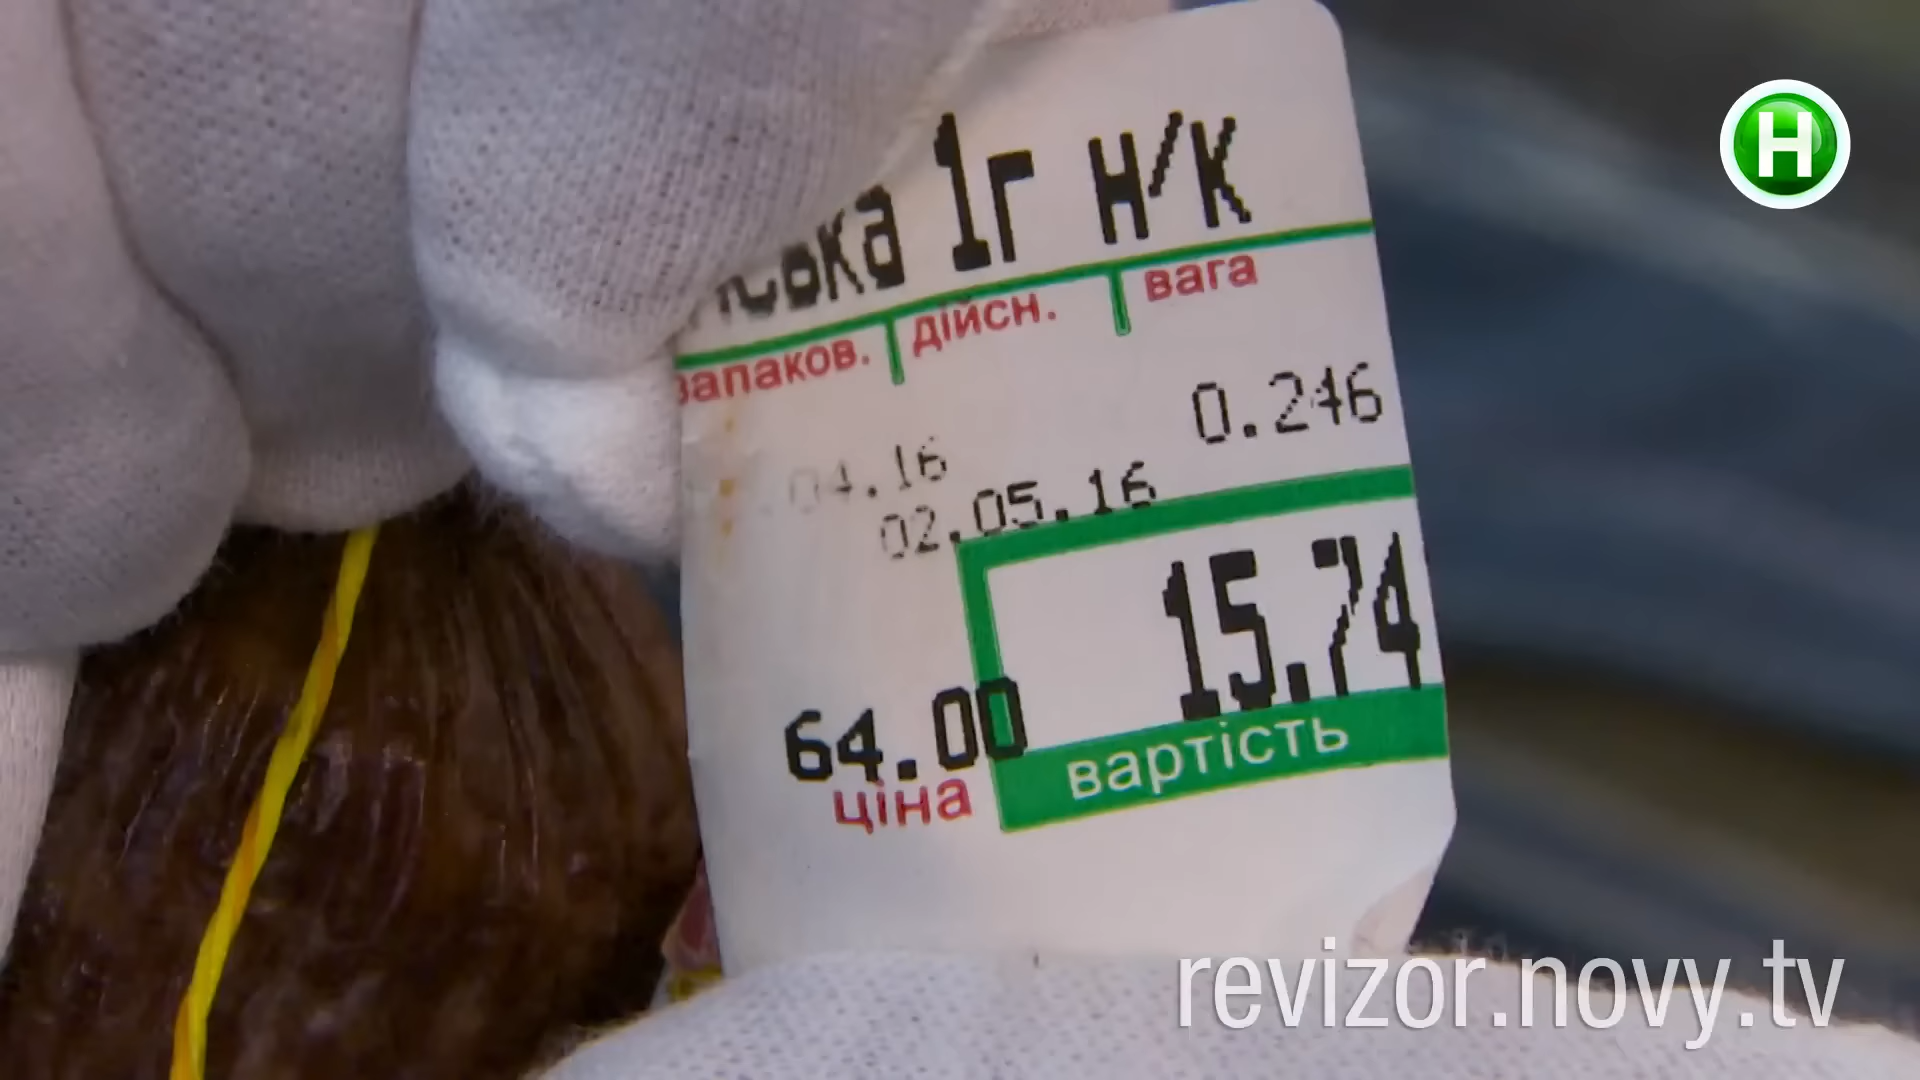 H
1г н/к
запаков. дійсн. вага
0.246
.04.16
02.05.16
15.74
64.00
ціна
вартість
revizor.novy.tv